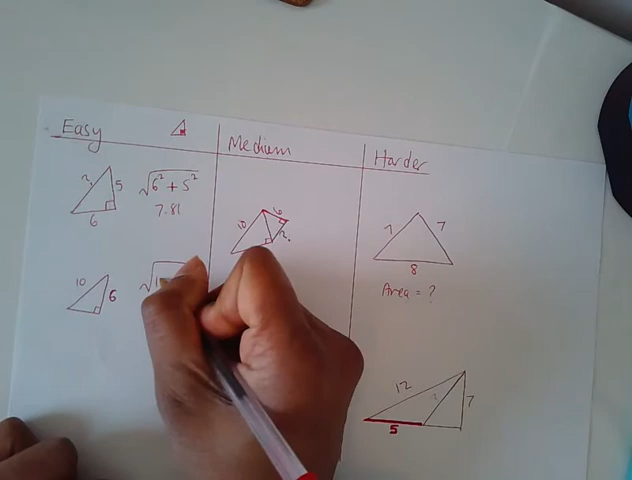 Easy
Medium
Harder
5
6
√6² + 5²
7.81
10
6
10
6
7
7
8
Area = ?
12
7
5